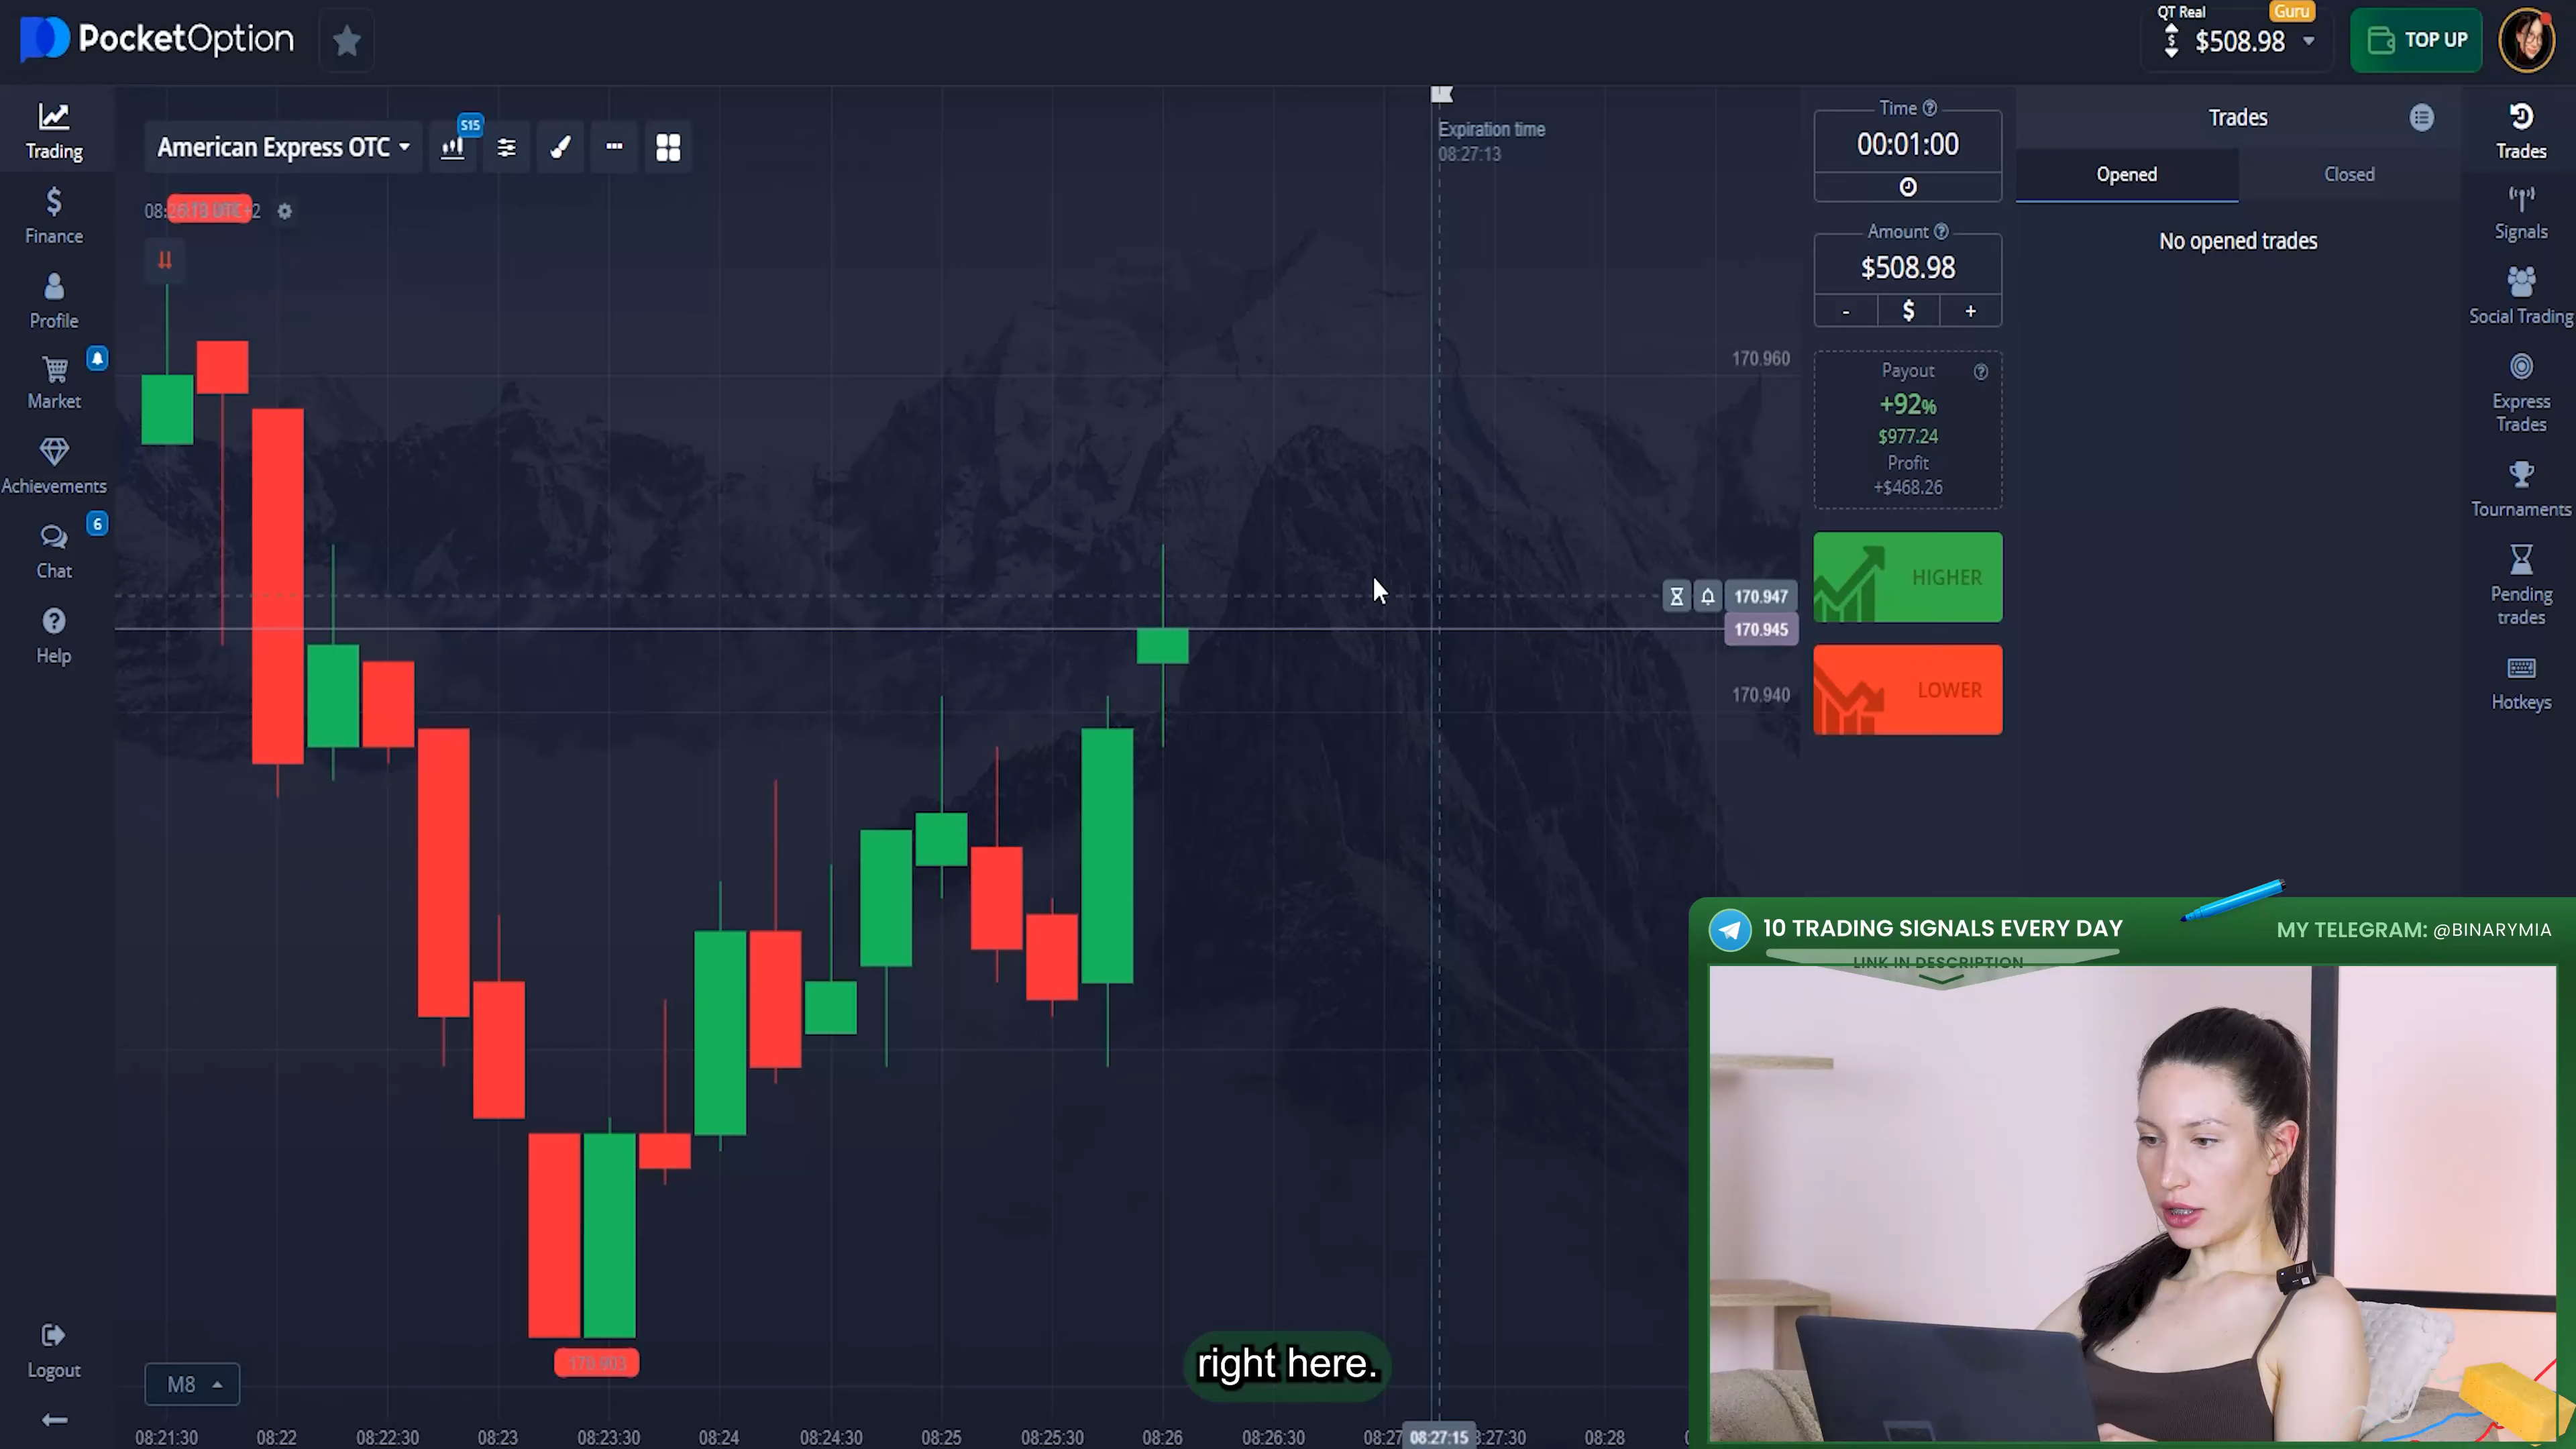 PocketOption
QT Real
Guru
$508.98
TOP UP
Trading
Finance
Profile
Market
Achievements
6
Chat
Help
Logout
American Express OTC
S15
Expiration time
08:27:13
170.960
170.947
170.945
170.940
M8
08:21:30
08:22
08:22:30
08:23
08:23:30
08:24
08:24:30
08:25
08:25:30
08:26
08:26:30
08:27:15
08:28
right here.
Time
00:01:00
Amount
$508.98
-
$
+
Payout
+92%
$977.24
Profit
+$468.26
HIGHER
LOWER
Trades
Opened
Closed
No opened trades
Trades
Signals
Social Trading
Express
Trades
Tournaments
Pending
trades
Hotkeys
10 TRADING SIGNALS EVERY DAY
MY TELEGRAM: @BINARYMIA
LINK IN DESCRIPTION